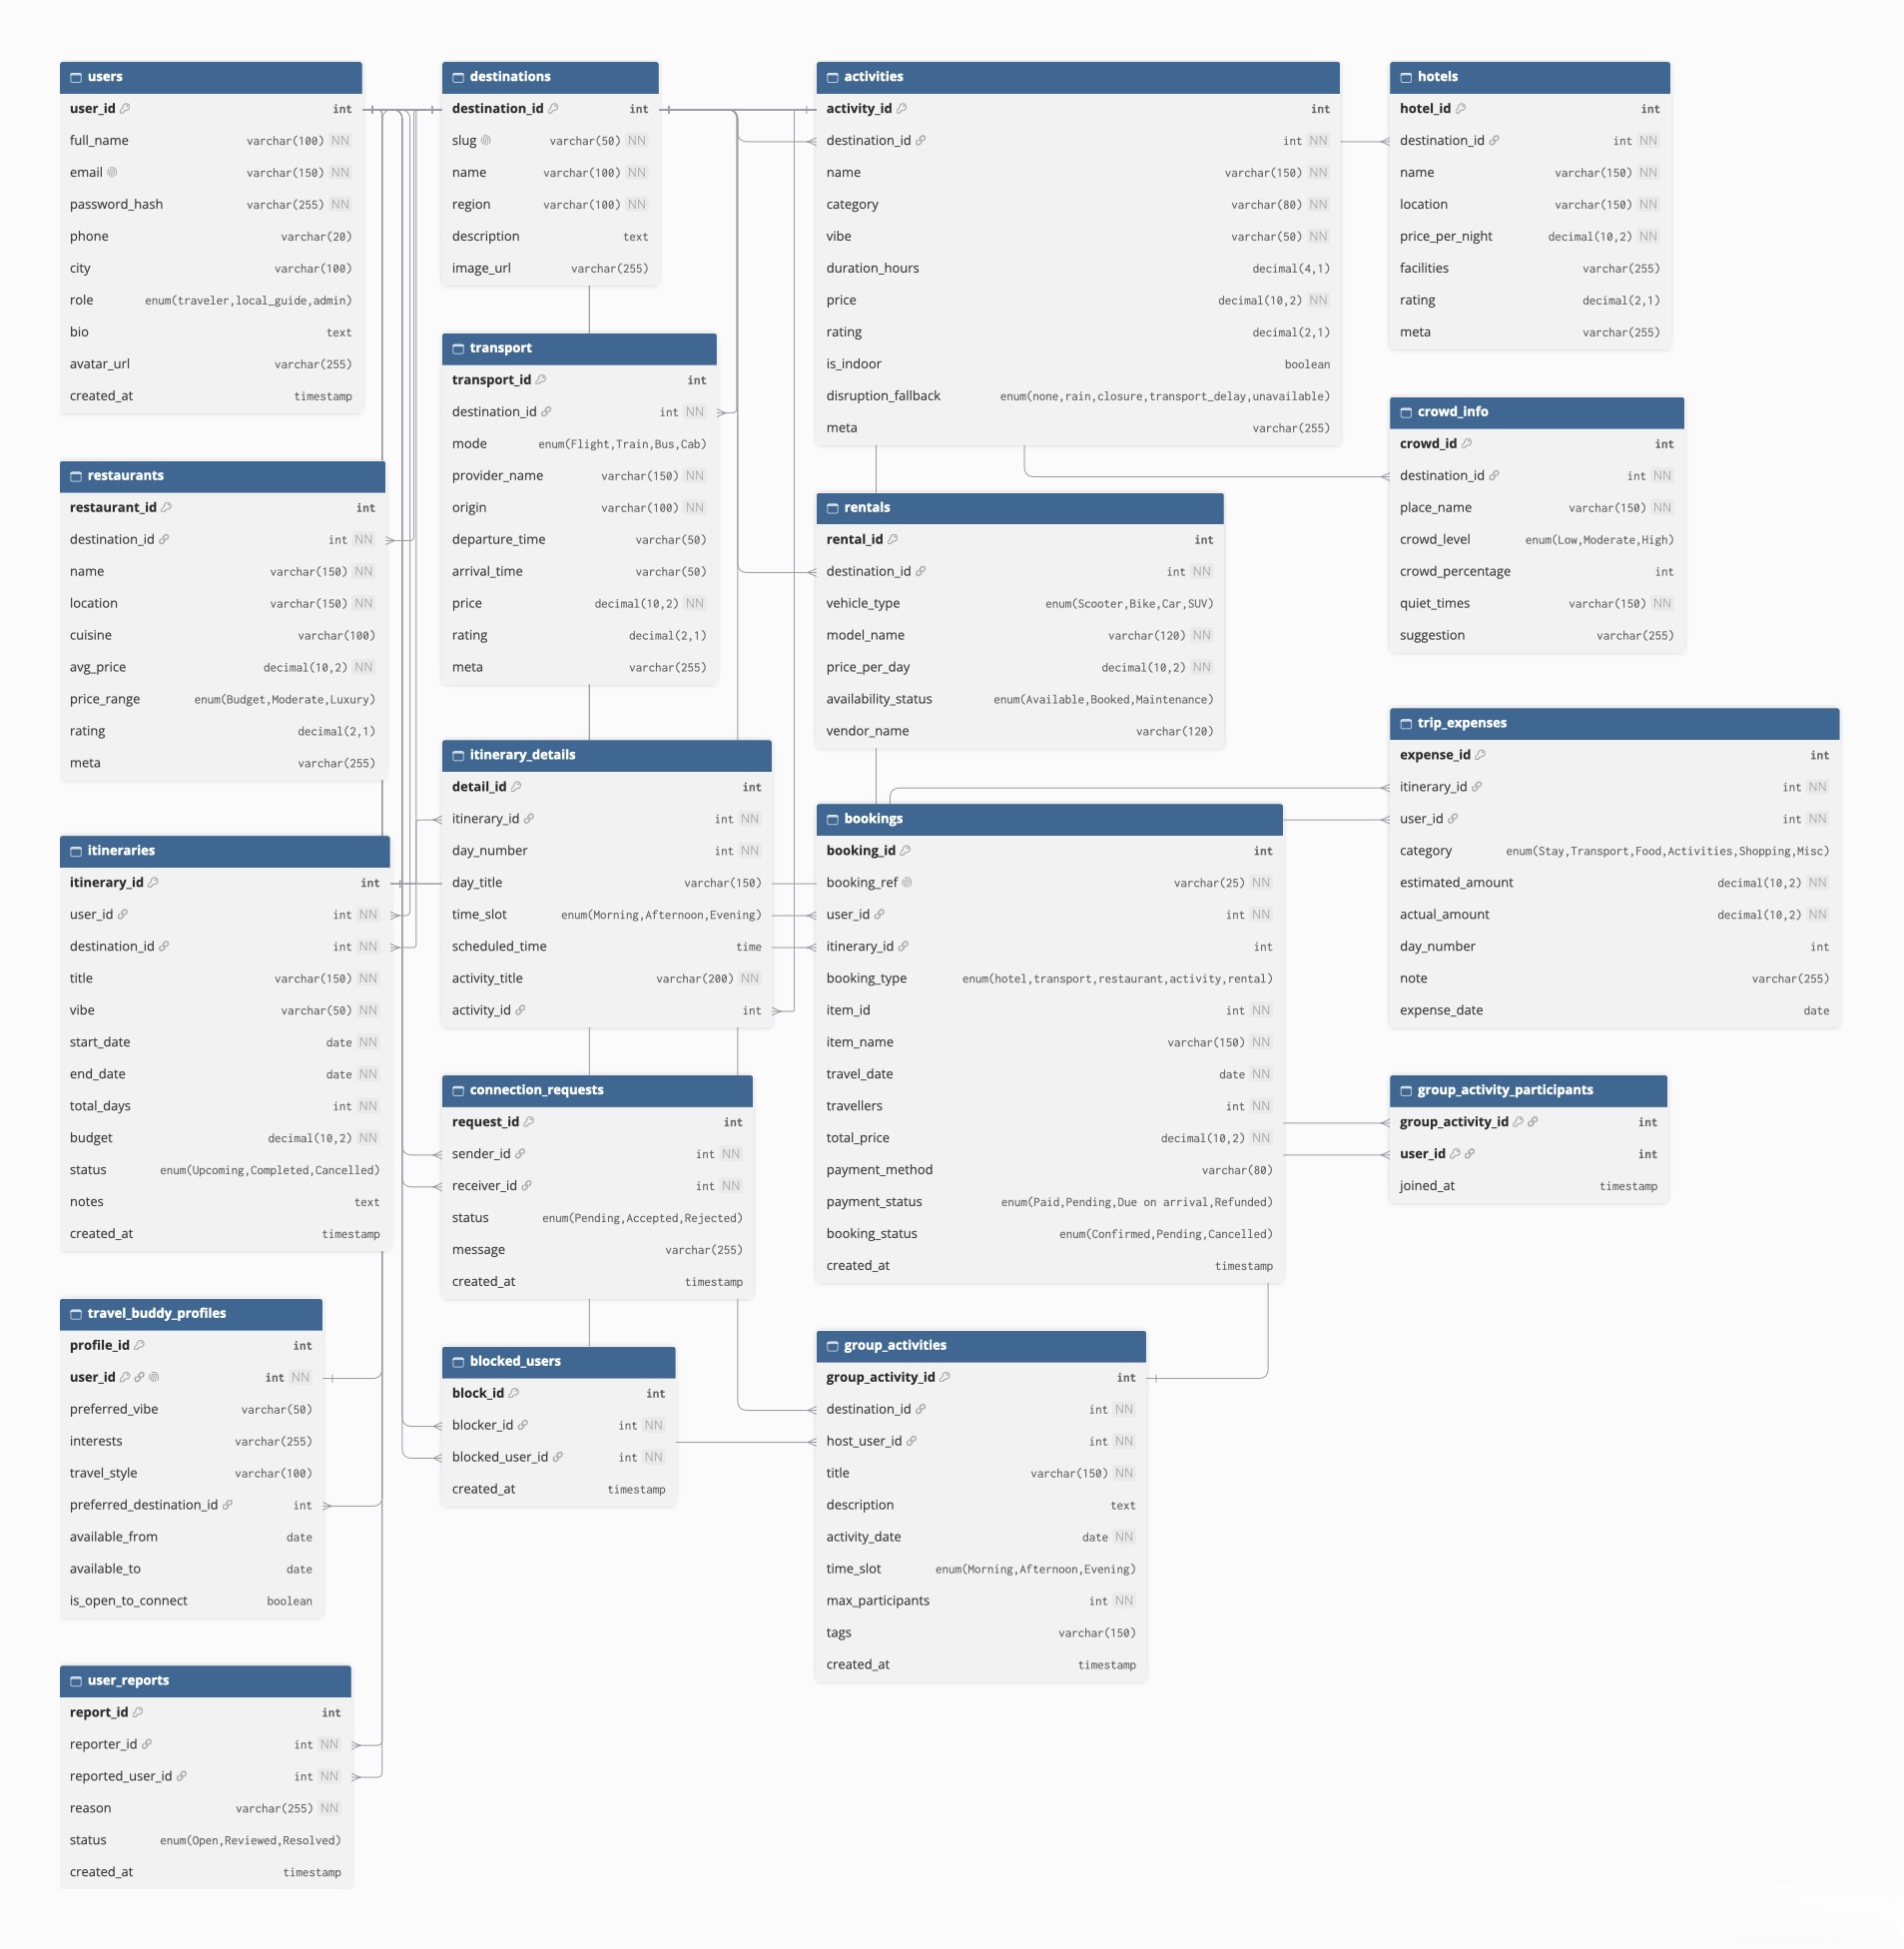 users
user_id int
full_name varchar(100) NN
email varchar(150) NN
password_hash varchar(255) NN
phone varchar(20)
city varchar(100)
role enum(traveler,local_guide,admin)
bio text
avatar_url varchar(255)
created_at timestamp
restaurants
restaurant_id int
destination_id int NN
name varchar(150) NN
location varchar(150) NN
cuisine varchar(100)
avg_price decimal(10,2) NN
price_range enum(Budget,Moderate,Luxury)
rating decimal(2,1)
meta varchar(255)
itineraries
itinerary_id int
user_id int NN
destination_id int NN
title varchar(150) NN
vibe varchar(50) NN
start_date date NN
end_date date NN
total_days int NN
budget decimal(10,2) NN
status enum(Upcoming,Completed,Cancelled)
notes text
created_at timestamp
travel_buddy_profiles
profile_id int
user_id int NN
preferred_vibe varchar(50)
interests varchar(255)
travel_style varchar(100)
preferred_destination_id int
available_from date
available_to date
is_open_to_connect boolean
user_reports
report_id int
reporter_id int NN
reported_user_id int NN
reason varchar(255) NN
status enum(Open,Reviewed,Resolved)
created_at timestamp
destinations
destination_id int
slug varchar(50) NN
name varchar(100) NN
region varchar(100) NN
description text
image_url varchar(255)
transport
transport_id int
destination_id int NN
mode enum(Flight,Train,Bus,Cab)
provider_name varchar(150) NN
origin varchar(100) NN
departure_time varchar(50)
arrival_time varchar(50)
price decimal(10,2) NN
rating decimal(2,1)
meta varchar(255)
itinerary_details
detail_id int
itinerary_id int NN
day_number int NN
day_title varchar(150)
time_slot enum(Morning,Afternoon,Evening)
scheduled_time time
activity_title varchar(200) NN
activity_id int
connection_requests
request_id int
sender_id int NN
receiver_id int NN
status enum(Pending,Accepted,Rejected)
message varchar(255)
created_at timestamp
blocked_users
block_id int
blocker_id int NN
blocked_user_id int NN
created_at timestamp
activities
activity_id int
destination_id int NN
name varchar(150) NN
category varchar(80) NN
vibe varchar(50) NN
duration_hours decimal(4,1)
price decimal(10,2) NN
rating decimal(2,1)
is_indoor boolean
disruption_fallback enum(none,rain,closure,transport_delay,unavailable)
meta varchar(255)
rentals
rental_id int
destination_id int NN
vehicle_type enum(Scooter,Bike,Car,SUV)
model_name varchar(120) NN
price_per_day decimal(10,2) NN
availability_status enum(Available,Booked,Maintenance)
vendor_name varchar(120)
bookings
booking_id int
booking_ref varchar(25) NN
user_id int NN
itinerary_id int
booking_type enum(hotel,transport,restaurant,activity,rental)
item_id int NN
item_name varchar(150) NN
travel_date date NN
travellers int NN
total_price decimal(10,2) NN
payment_method varchar(80)
payment_status enum(Paid,Pending,Due on arrival,Refunded)
booking_status enum(Confirmed,Pending,Cancelled)
created_at timestamp
group_activities
group_activity_id int
destination_id int NN
host_user_id int NN
title varchar(150) NN
description text
activity_date date NN
time_slot enum(Morning,Afternoon,Evening)
max_participants int NN
tags varchar(150)
created_at timestamp
hotels
hotel_id int
destination_id int NN
name varchar(150) NN
location varchar(150) NN
price_per_night decimal(10,2) NN
facilities varchar(255)
rating decimal(2,1)
meta varchar(255)
crowd_info
crowd_id int
destination_id int NN
place_name varchar(150) NN
crowd_level enum(Low,Moderate,High)
crowd_percentage int
quiet_times varchar(150) NN
suggestion varchar(255)
trip_expenses
expense_id int
itinerary_id int NN
user_id int NN
category enum(Stay,Transport,Food,Activities,Shopping,Misc)
estimated_amount decimal(10,2) NN
actual_amount decimal(10,2) NN
day_number int
note varchar(255)
expense_date date
group_activity_participants
group_activity_id int
user_id int
joined_at timestamp